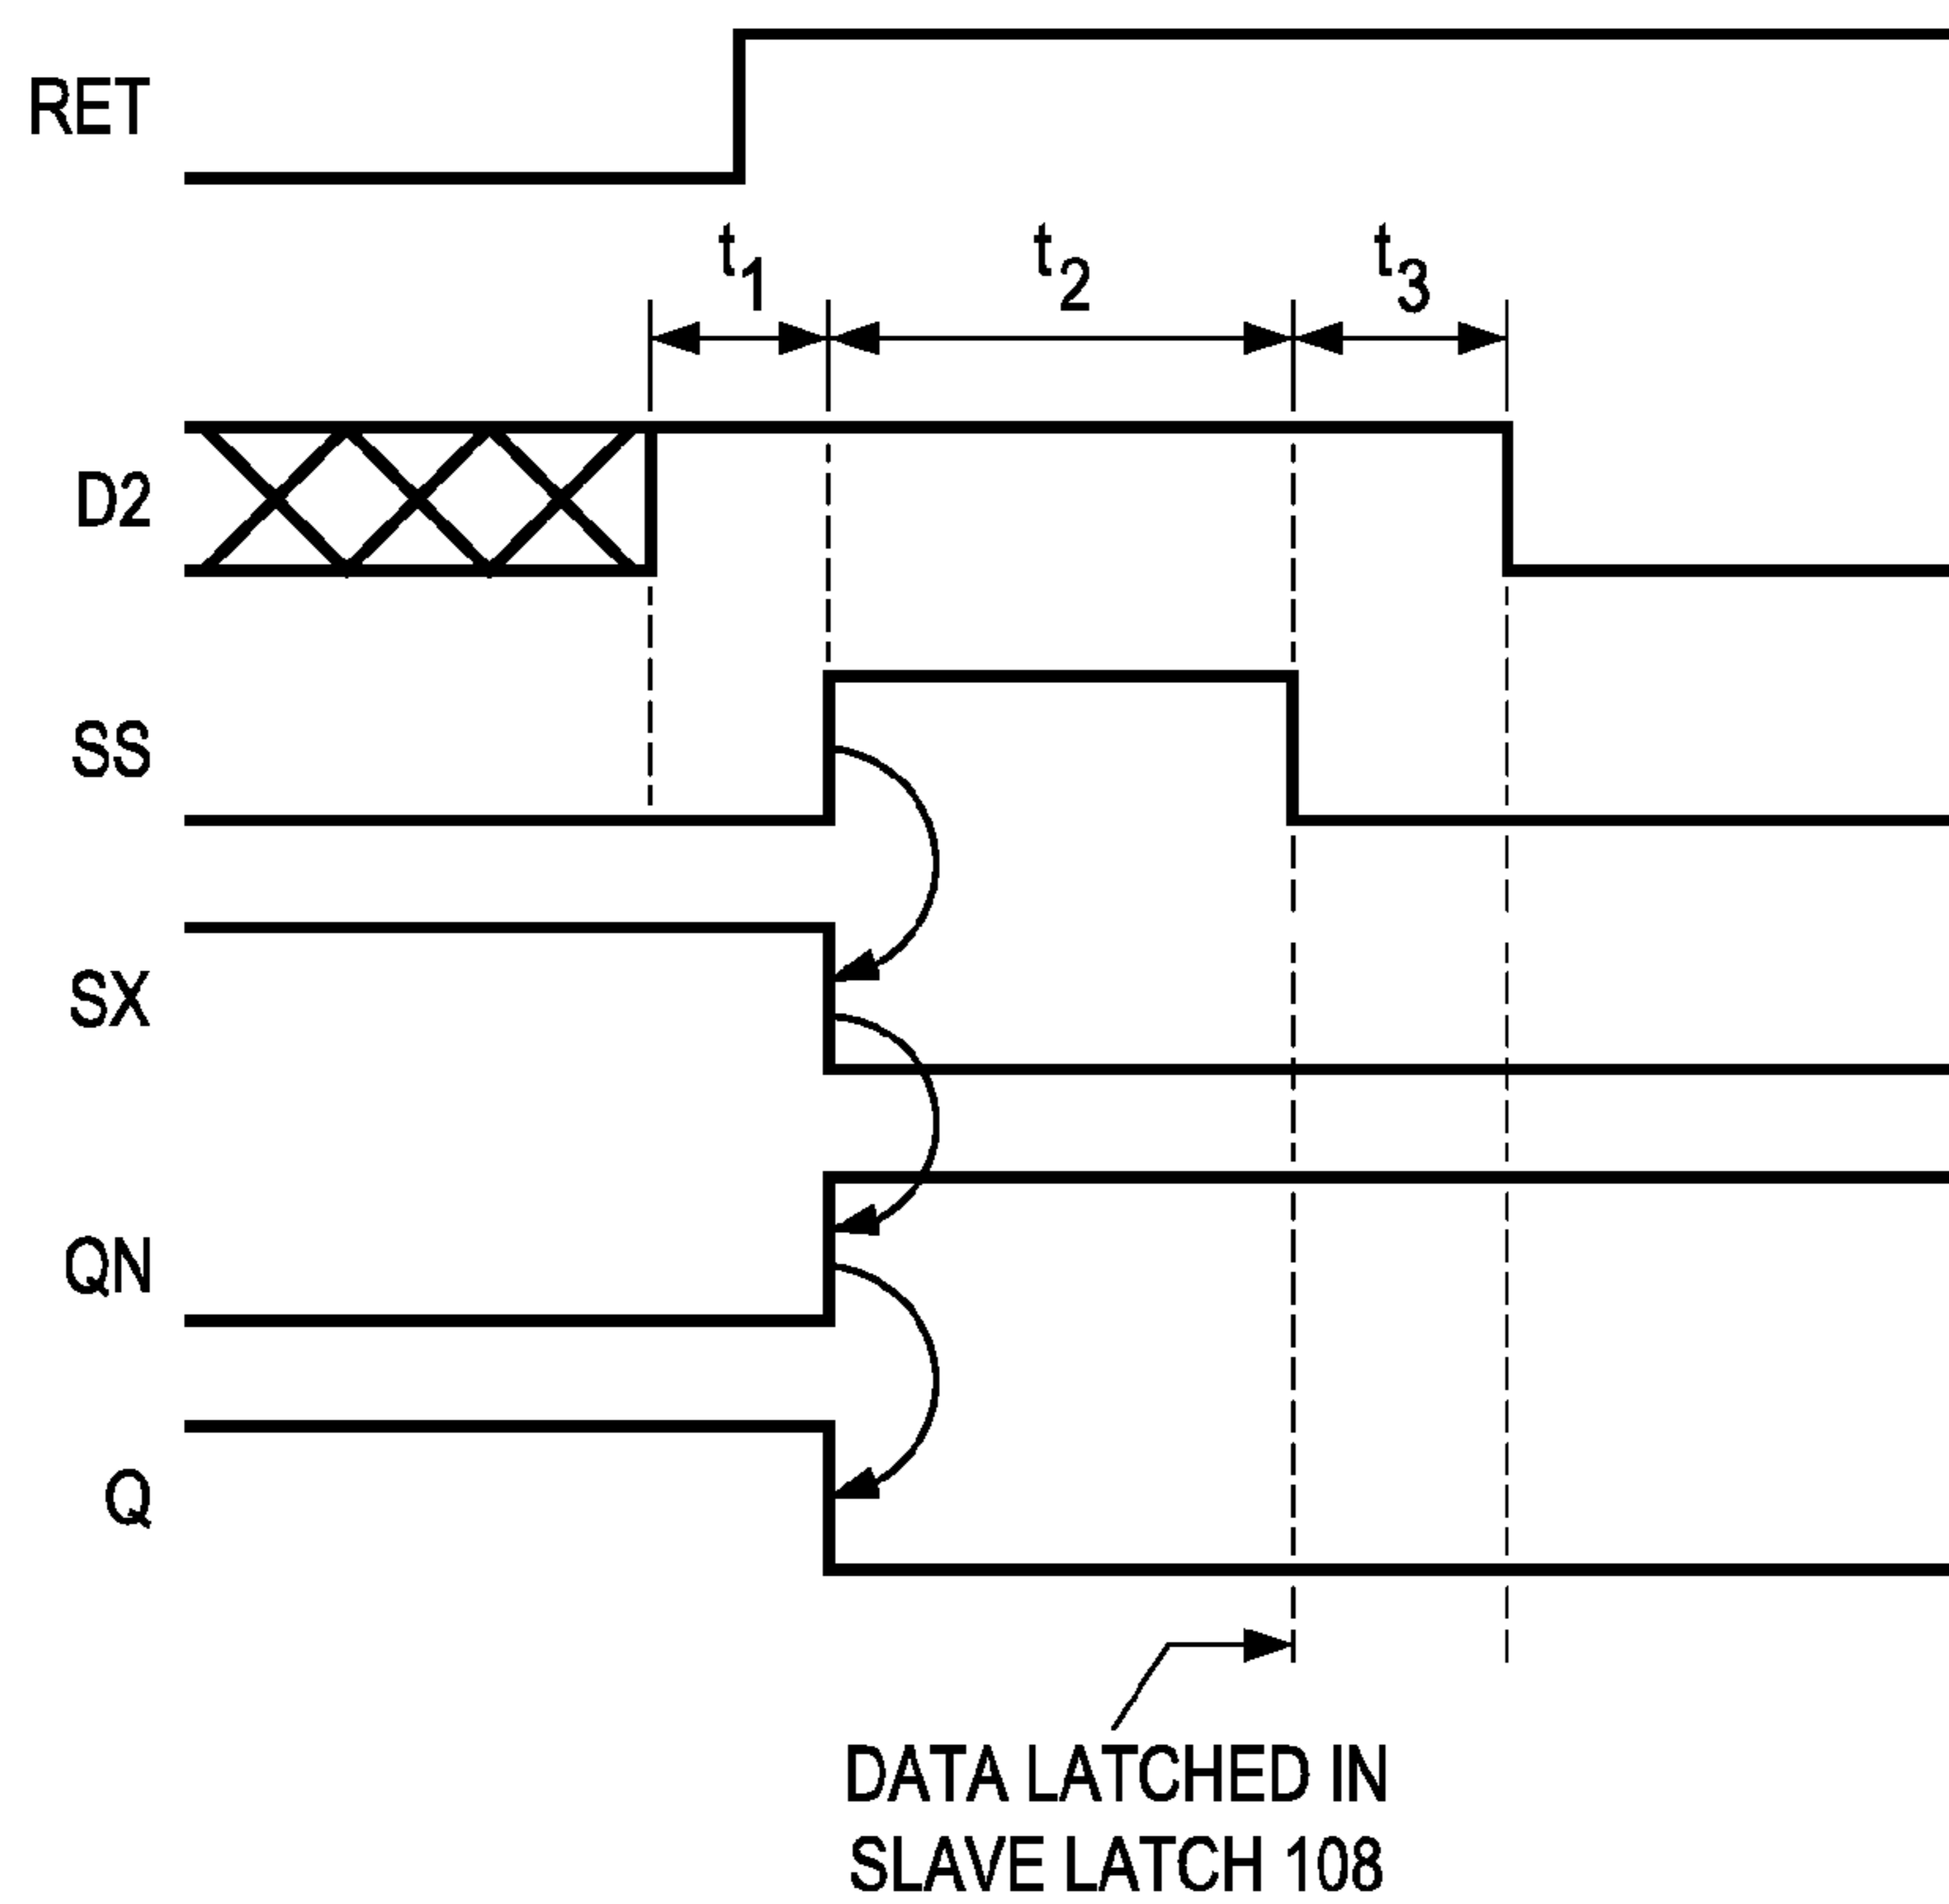 RET
t1 t2 t3
D2
SS
SX
QN
Q
DATA LATCHED IN
SLAVE LATCH 108